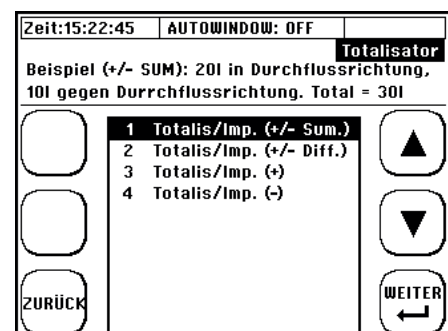 Zeit:15:22:45 AUTOWINDOW: OFF
Totalisator
Beispiel (+/- SUM): 20l in Durchflussrichtung,
10l gegen Durrchflussrichtung. Total = 30l
1 Totalis/Imp. (+/- Sum.)
2 Totalis/Imp. (+/- Diff.)
3 Totalis/Imp. (+)
4 Totalis/Imp. (-)
ZURÜCK
WEITER